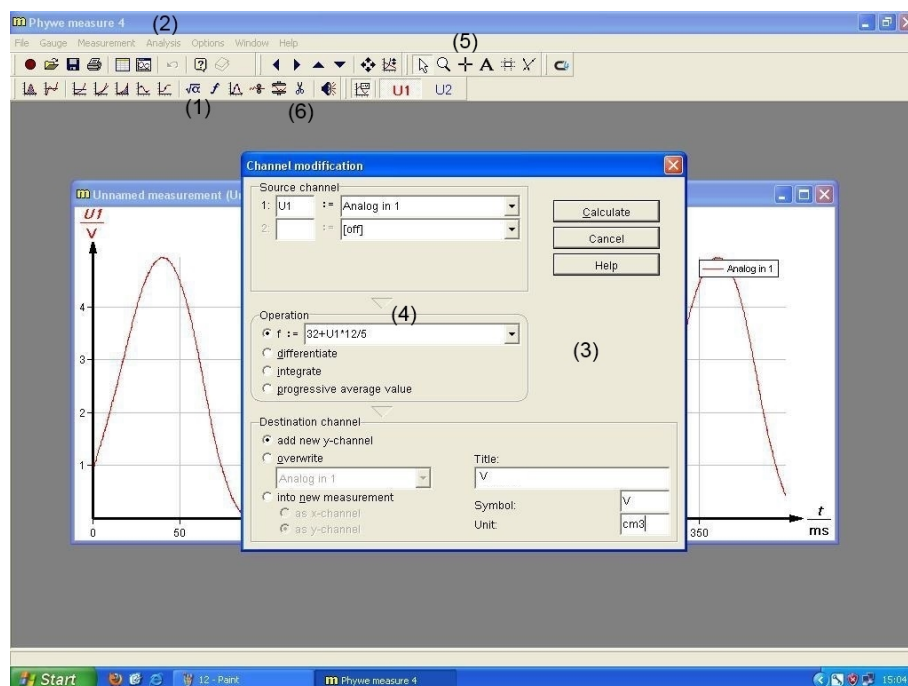 Phywe measure 4
(2)
File Gauge Measurement Analysis Options Window Help
(5)
A
√α f
U1 U2
(1)
(6)
Channel modification
Unnamed measurement (U
U1
V
4
3
2
1
0
50
350
t
ms
Analog in 1
Source channel
1: U1 := Analog in 1
2: := [off]
Calculate
Cancel
Help
(4)
Operation
f := 32+U1*12/5
differentiate
integrate
progressive average value
(3)
Destination channel
add new y-channel
overwrite
Analog in 1
into new measurement
as x-channel
as y-channel
Title:
V
Symbol: V
Unit: cm3
Start
12 - Paint
Phywe measure 4
15:04